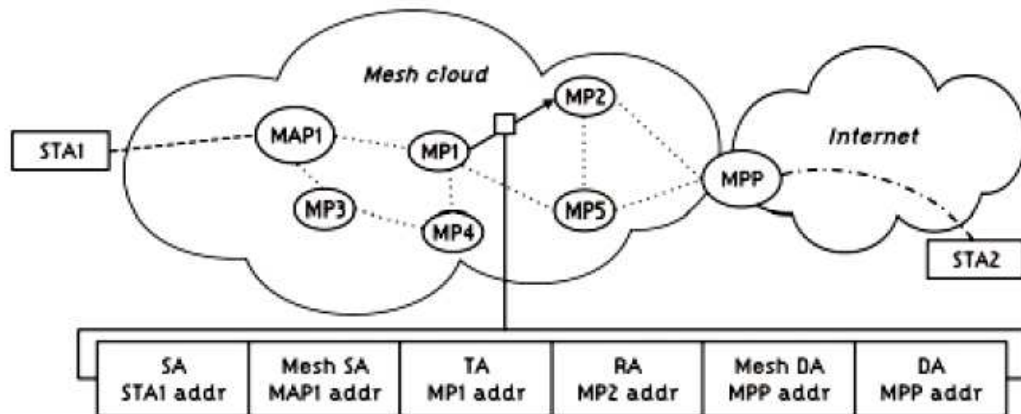 Mesh cloud
MP2
Internet
STA1
MAP1
MP1
MPP
MP3
MP4
MP5
STA2
SA
STA1 addr
Mesh SA
MAP1 addr
TA
MP1 addr
RA
MP2 addr
Mesh DA
MPP addr
DA
MPP addr